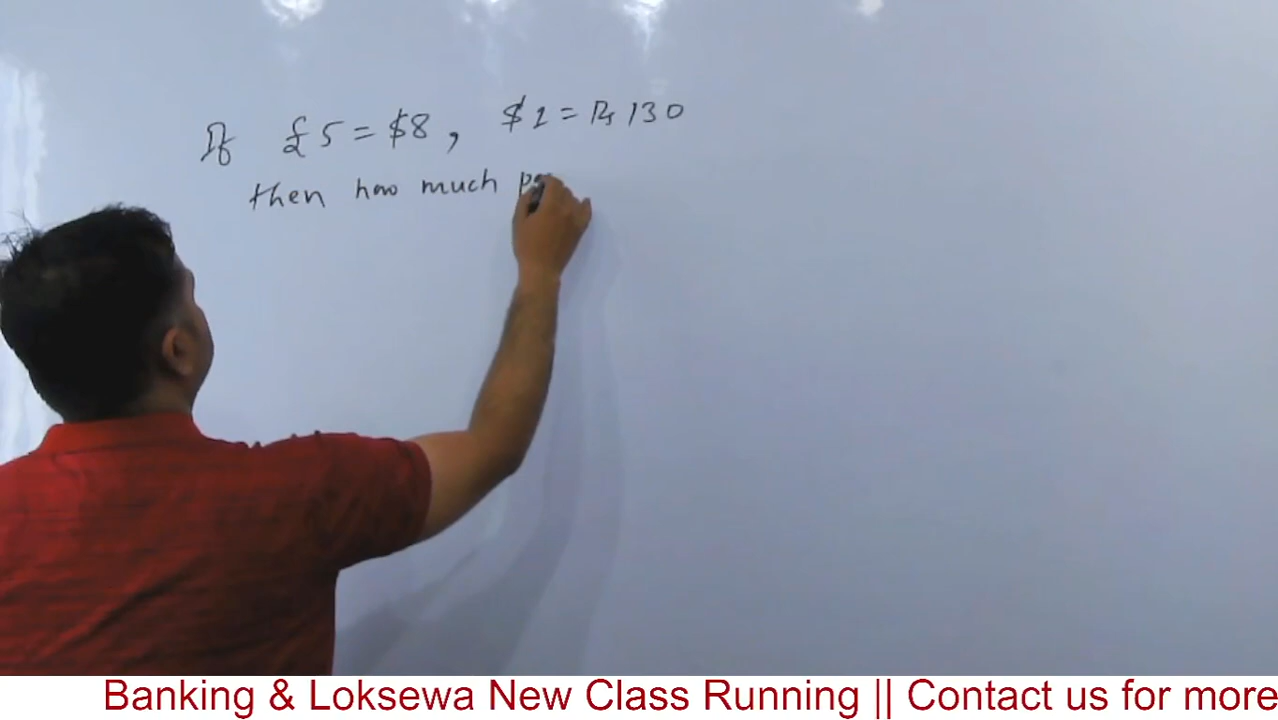 If £5 = $8, $1 = Rs 130
then how much
Banking & Loksewa New Class Running || Contact us for more